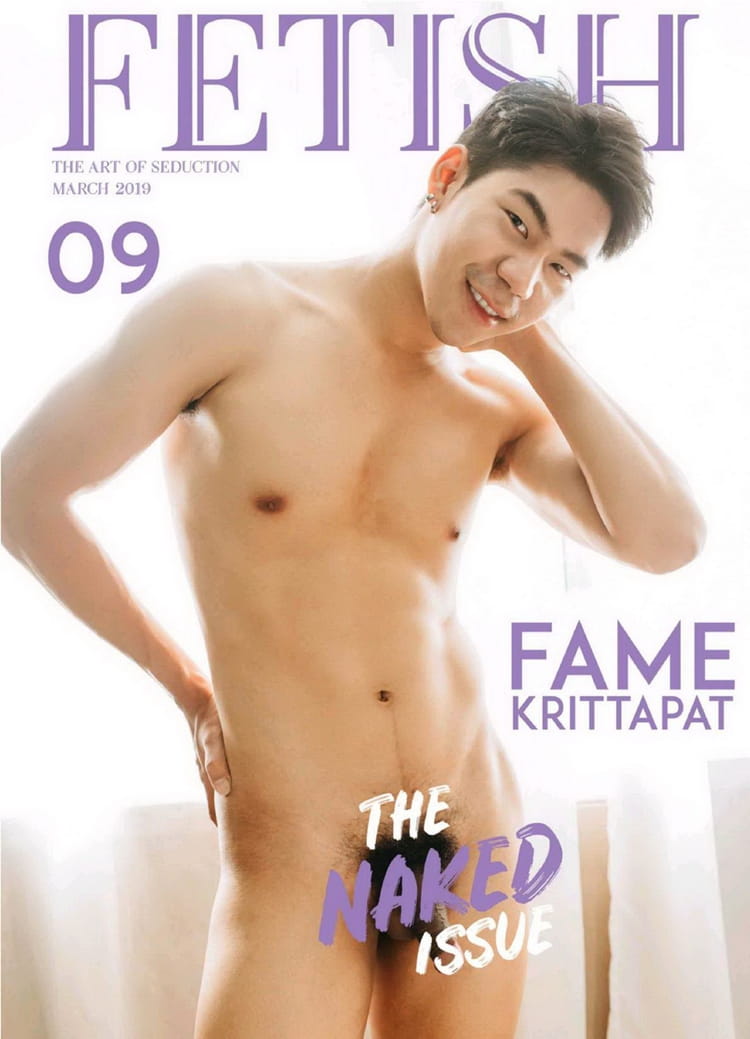 FETISH
THE ART OF SEDUCTION
MARCH 2019
09
FAME
KRITTAPAT
THE
NAKED
ISSUE